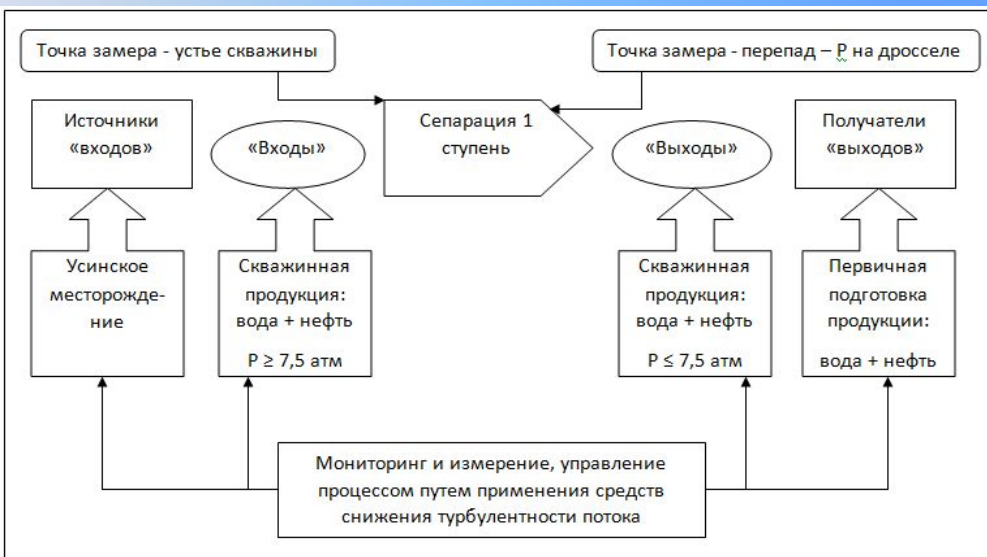 Точка замера - устье скважины
Точка замера - перепад – Р на дросселе
Источники
«входов»
«Входы»
Сепарация 1
ступень
«Выходы»
Получатели
«выходов»
Усинское
месторожде-
ние
Скважинная
продукция:
вода + нефть
Р ≥ 7,5 атм
Скважинная
продукция:
вода + нефть
Р ≤ 7,5 атм
Первичная
подготовка
продукции:
вода + нефть
Мониторинг и измерение, управление
процессом путем применения средств
снижения турбулентности потока